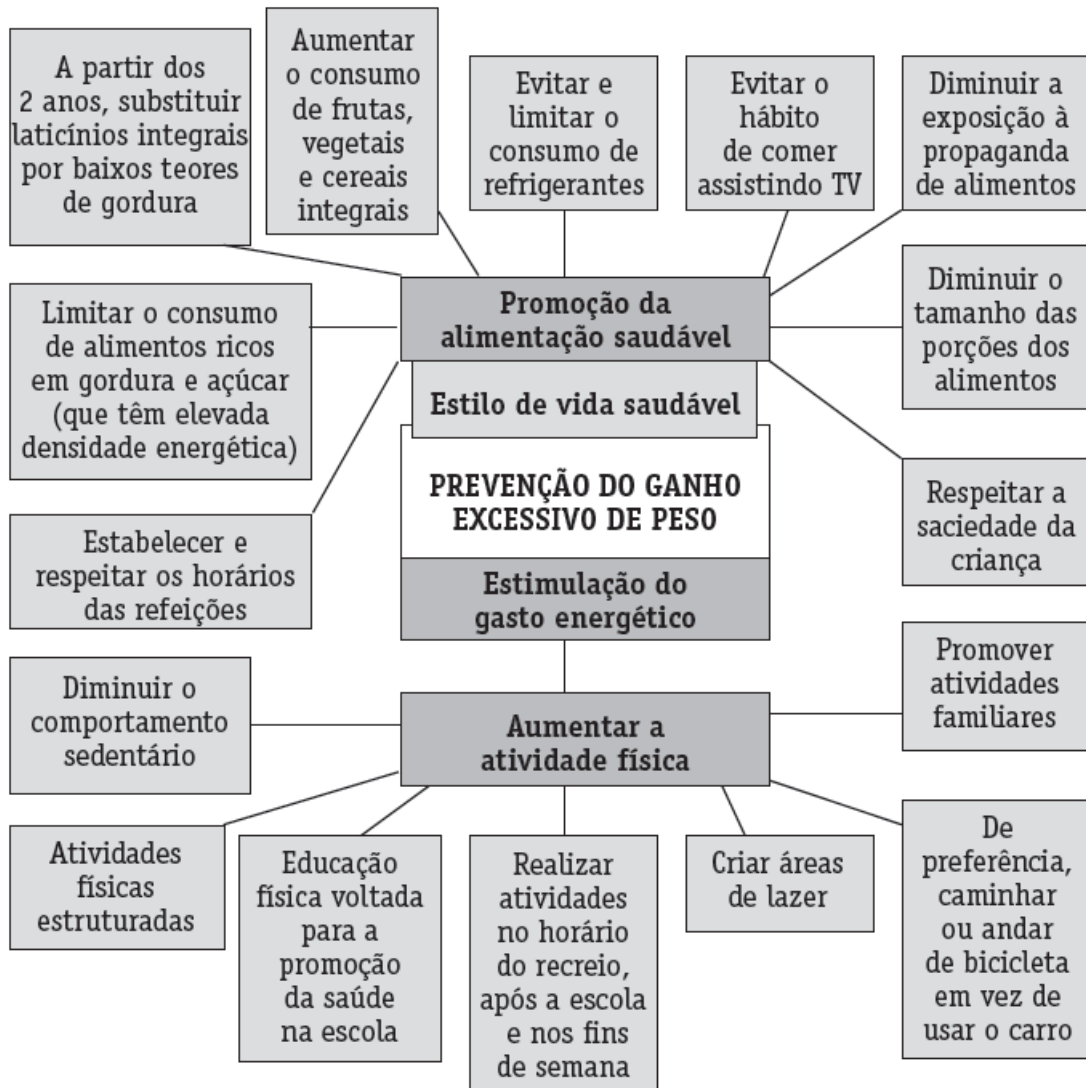 A partir dos
2 anos, substituir
laticínios integrais
por baixos teores
de gordura
Aumentar
o consumo
de frutas,
vegetais
e cereais
integrais
Evitar e
limitar o
consumo de
refrigerantes
Evitar o
hábito
de comer
assistindo TV
Diminuir a
exposição à
propaganda
de alimentos
Promoção da
alimentação saudável
Limitar o consumo
de alimentos ricos
em gordura e açúcar
(que têm elevada
densidade energética)
Diminuir o
tamanho das
porções dos
alimentos
Estilo de vida saudável
PREVENÇÃO DO GANHO
EXCESSIVO DE PESO
Respeitar a
saciedade da
criança
Estabelecer e
respeitar os horários
das refeições
Estimulação do
gasto energético
Diminuir o
comportamento
sedentário
Aumentar a
atividade física
Promover
atividades
familiares
Atividades
físicas
estruturadas
Educação
física voltada
para a
promoção
da saúde
na escola
Realizar
atividades
no horário
do recreio,
após a escola
e nos fins
de semana
Criar áreas
de lazer
De
preferência,
caminhar
ou andar
de bicicleta
em vez de
usar o carro